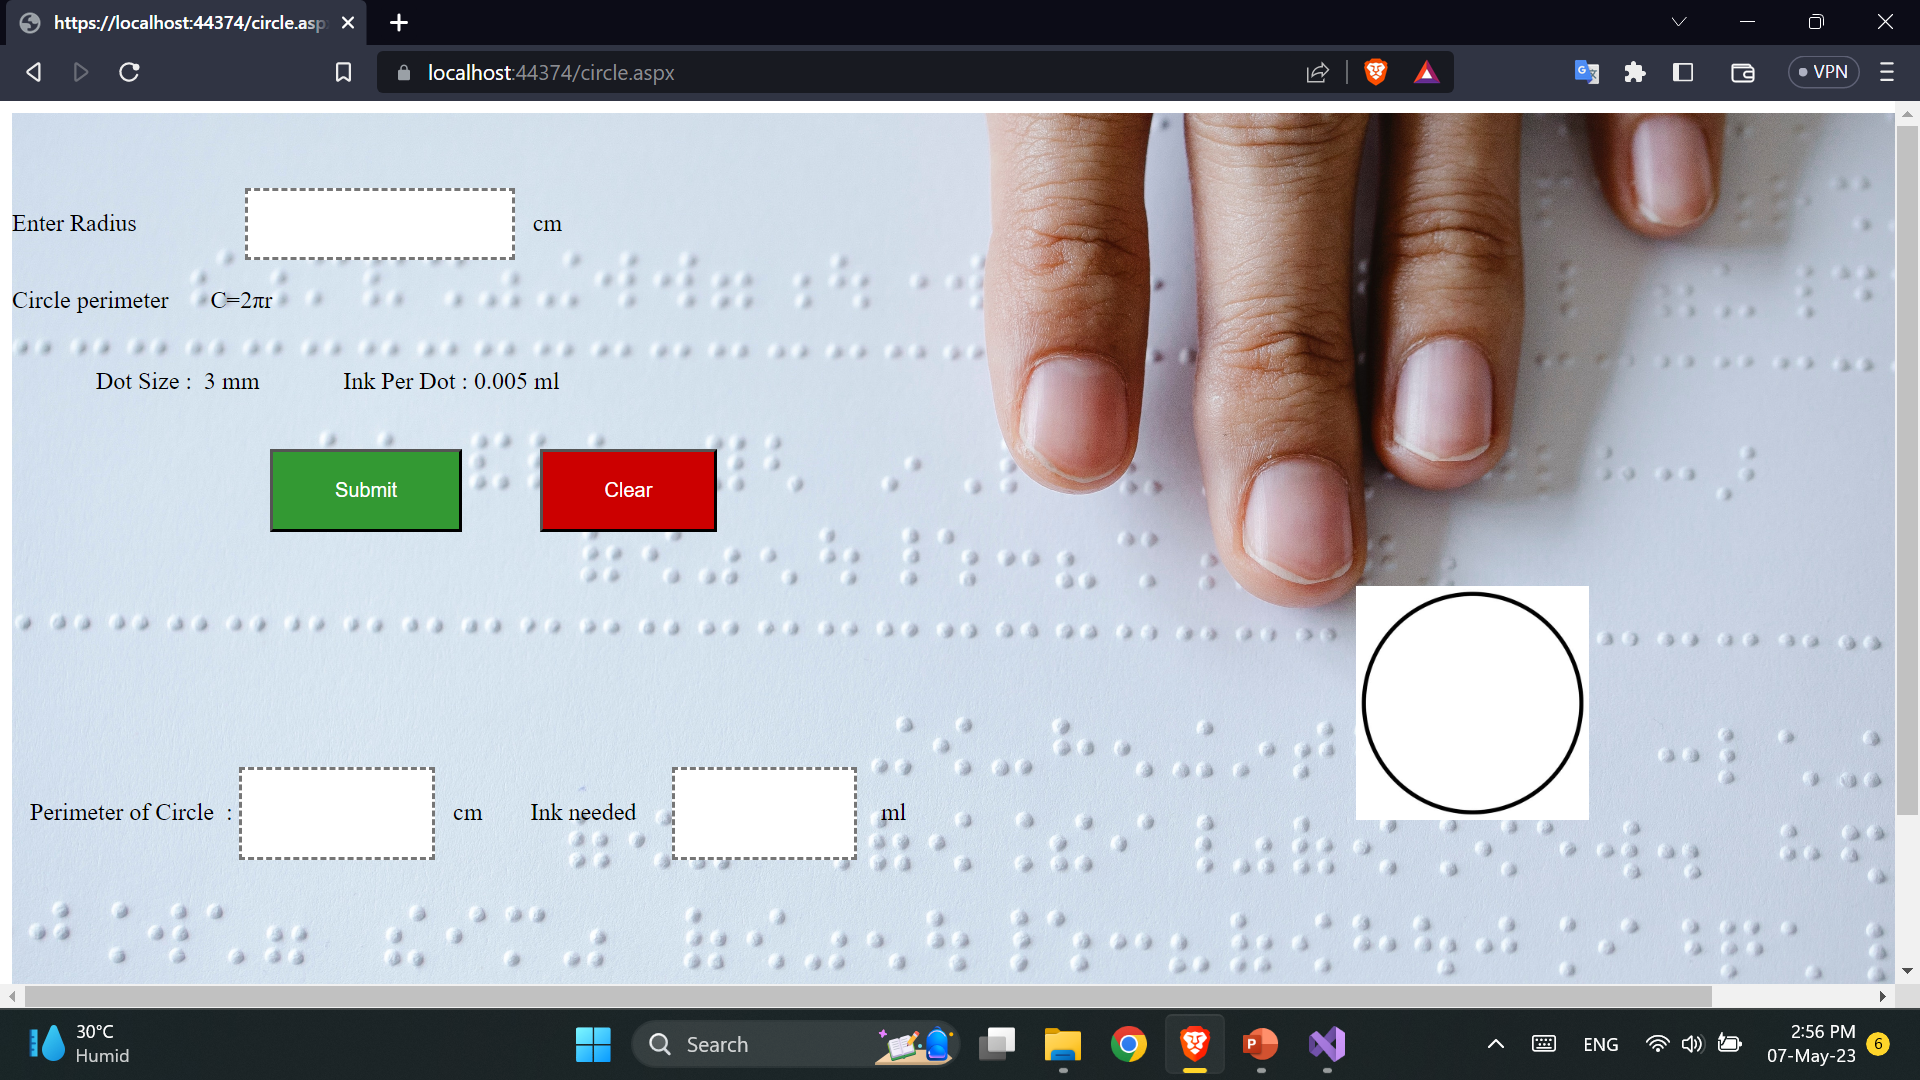 https://localhost:44374/circle.asp
localhost:44374/circle.aspx
VPN
Enter Radius cm
Circle perimeter C=2πr
Dot Size : 3 mm Ink Per Dot : 0.005 ml
Submit Clear
Perimeter of Circle : cm Ink needed ml
30°C
Humid
Search
ENG
2:56 PM
07-May-23
6